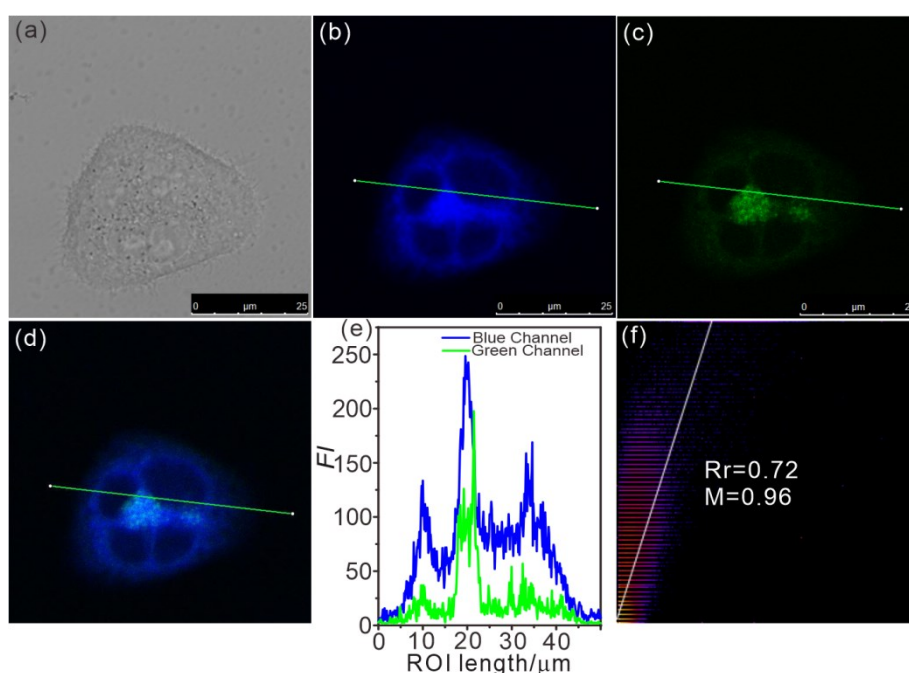 (a)
(b)
(c)
0 μm 25
0 μm 25
0 μm 25
(d)
(e)
(f)
Blue Channel
Green Channel
250
200
150
100
50
0
FI
0 10 20 30 40
ROI length/μm
Rr=0.72
M=0.96